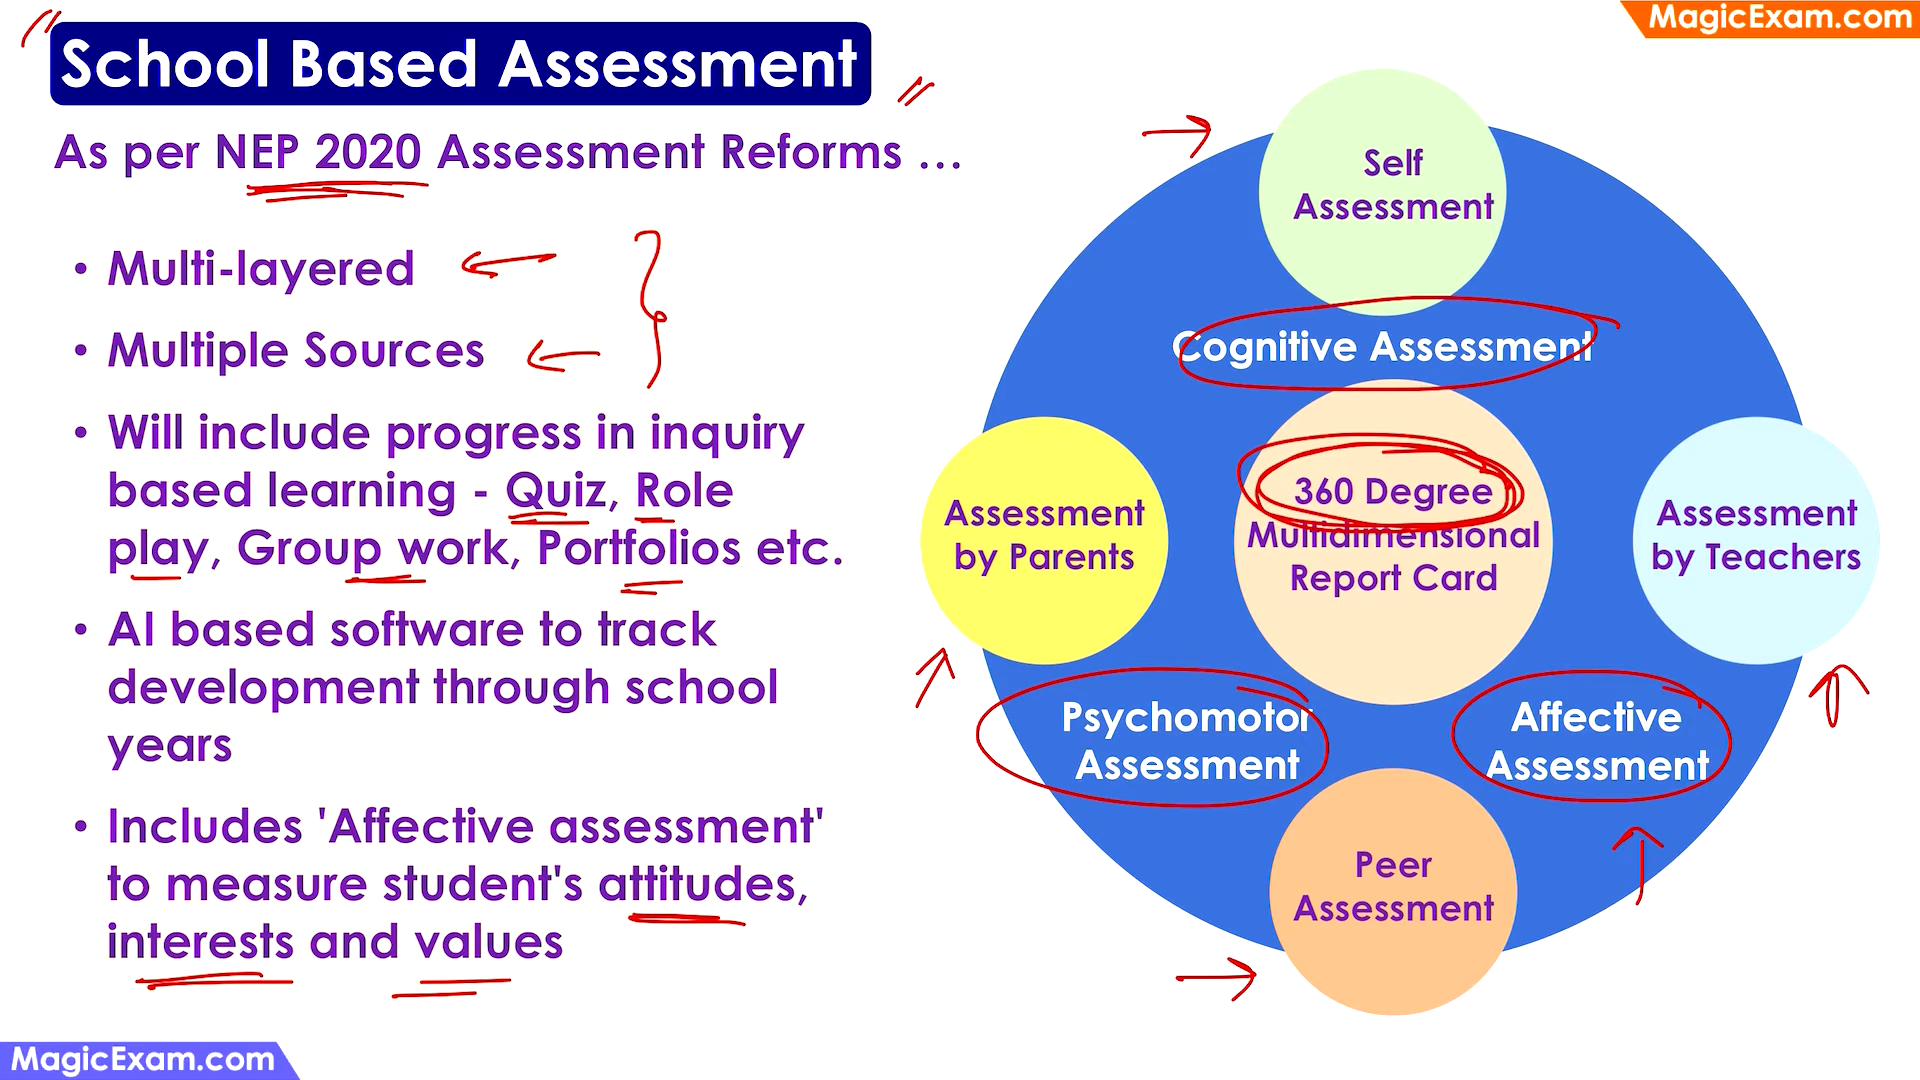 MagicExam.com
School Based Assessment
As per NEP 2020 Assessment Reforms ...
• Multi-layered
• Multiple Sources
• Will include progress in inquiry
based learning - Quiz, Role
play, Group work, Portfolios etc.
• AI based software to track
development through school
years
• Includes 'Affective assessment'
to measure student's attitudes,
interests and values
Self
Assessment
Cognitive Assessment
Assessment
by Parents
360 Degree
Multidimensional
Report Card
Assessment
by Teachers
Psychomotor
Assessment
Affective
Assessment
Peer
Assessment
MagicExam.com